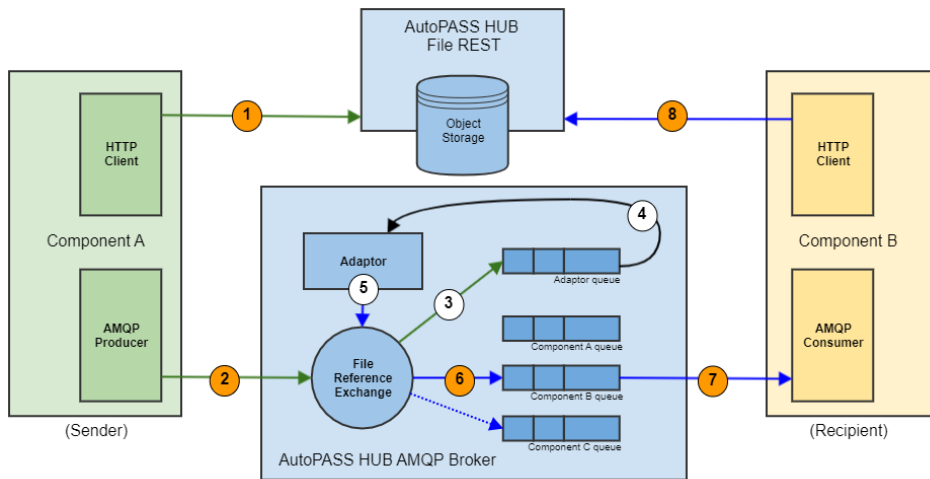 AutoPASS HUB
File REST
1
8
HTTP
Client
Object
Storage
HTTP
Client
Component A
Component B
4
Adaptor
Adaptor queue
5
3
AMQP
Producer
File
Reference
Exchange
Component A queue
AMQP
Consumer
2
6
7
Component B queue
Component C queue
(Sender)
(Recipient)
AutoPASS HUB AMQP Broker